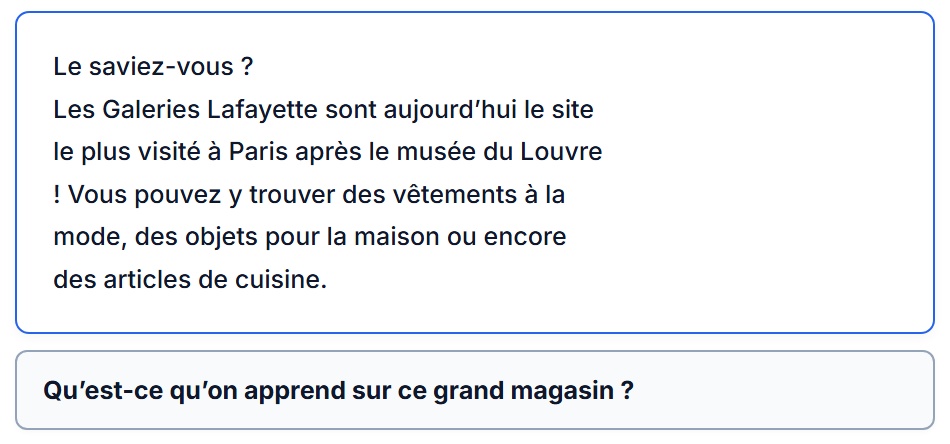 Le saviez-vous ?
Les Galeries Lafayette sont aujourd’hui le site
le plus visité à Paris après le musée du Louvre
! Vous pouvez y trouver des vêtements à la
mode, des objets pour la maison ou encore
des articles de cuisine.
Qu’est-ce qu’on apprend sur ce grand magasin ?